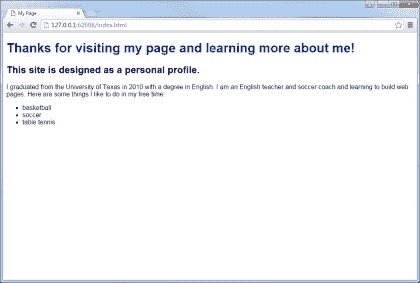 My Page
127.0.0.1:62608/index.html
Thanks for visiting my page and learning more about me!
This site is designed as a personal profile.
I graduated from the University of Texas in 2010 with a degree in English. I am an English teacher and soccer coach and learning to build web
pages. Here are some things I like to do in my free time:
basketball
soccer
table tennis